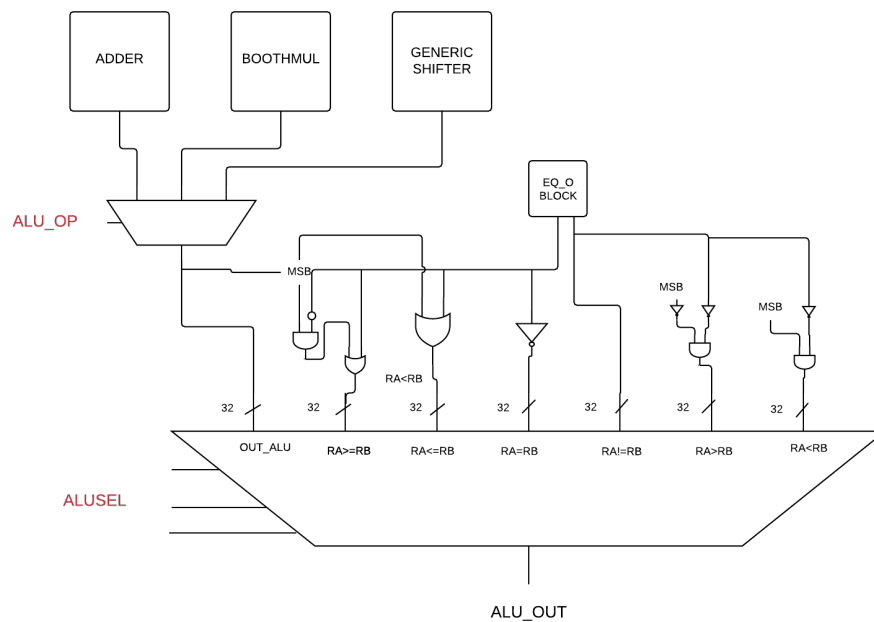 ADDER
BOOTHMUL
GENERIC
SHIFTER
EQ_O
BLOCK
ALU_OP
MSB
MSB
MSB
RA<RB
32
32
32
32
32
32
32
OUT_ALU
RA>=RB
RA<=RB
RA=RB
RA!=RB
RA>RB
RA<RB
ALUSEL
ALU_OUT